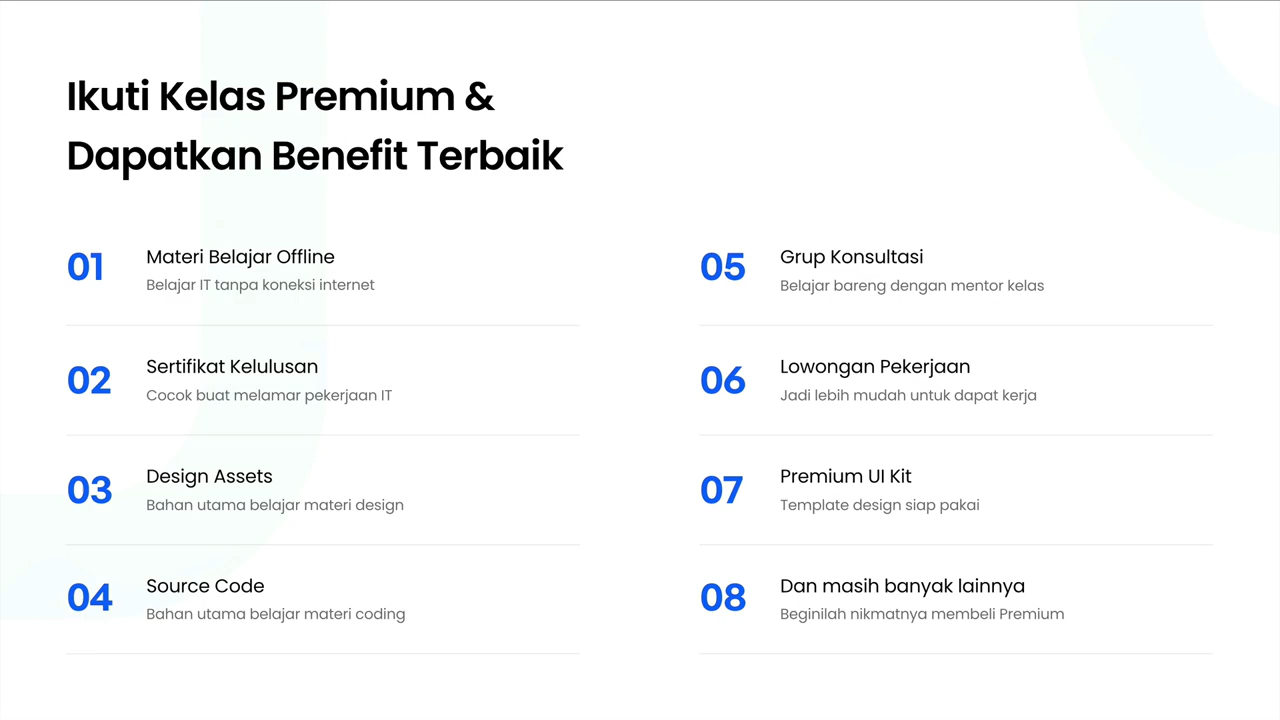 Ikuti Kelas Premium &
Dapatkan Benefit Terbaik
01
Materi Belajar Offline
Belajar IT tanpa koneksi internet
02
Sertifikat Kelulusan
Cocok buat melamar pekerjaan IT
03
Design Assets
Bahan utama belajar materi design
04
Source Code
Bahan utama belajar materi coding
05
Grup Konsultasi
Belajar bareng dengan mentor kelas
06
Lowongan Pekerjaan
Jadi lebih mudah untuk dapat kerja
07
Premium UI Kit
Template design siap pakai
08
Dan masih banyak lainnya
Beginilah nikmatnya membeli Premium